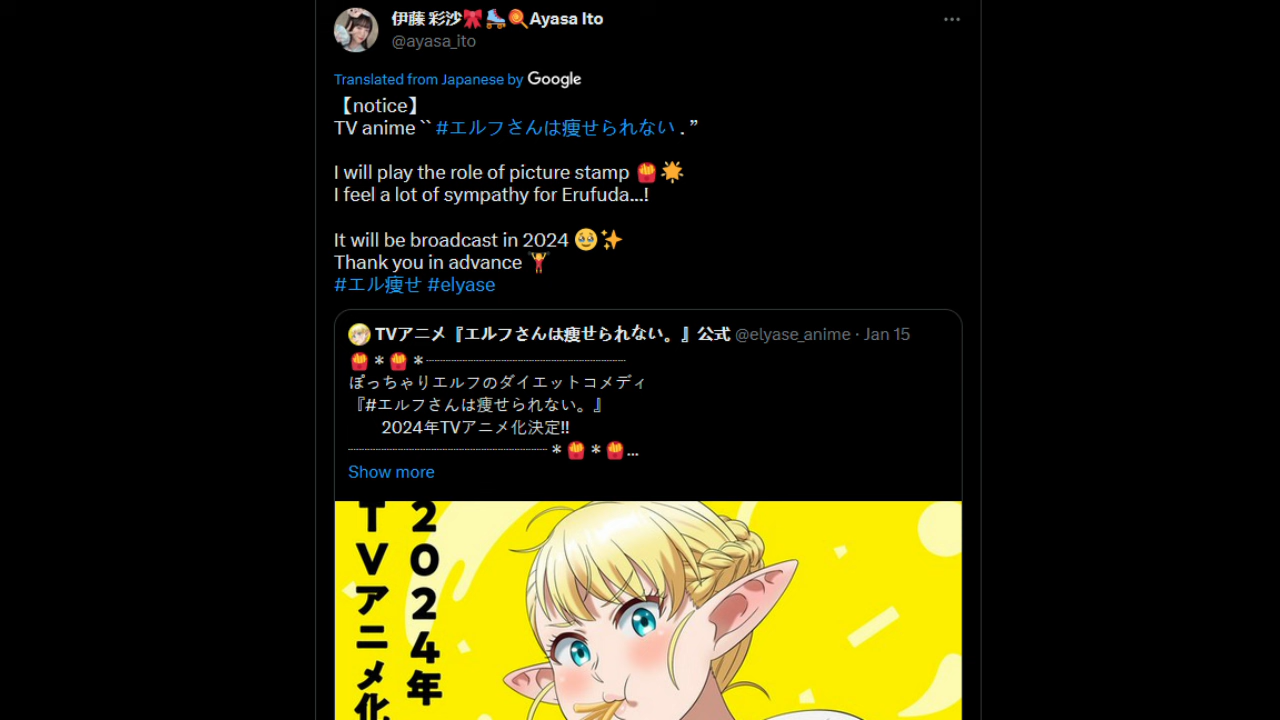 伊藤 彩沙🎀🛼🍭Ayasa Ito
@ayasa_ito
Translated from Japanese by Google
【notice】
TV anime `` #エルフさんは痩せられない . ”
I will play the role of picture stamp 🍟🌟
I feel a lot of sympathy for Erufuda...!
It will be broadcast in 2024 🥹✨
Thank you in advance 🏋️
#エル痩せ #elyase
TVアニメ『エルフさんは痩せられない。』公式 @elyase_anime · Jan 15
🍟＊🍟＊┈┈┈┈┈┈┈┈┈┈
ぽっちゃりエルフのダイエットコメディ
『#エルフさんは痩せられない。』
2024年TVアニメ化決定‼
┈┈┈┈┈┈┈┈┈┈＊🍟＊🍟...
Show more
2024年
TVアニメ化